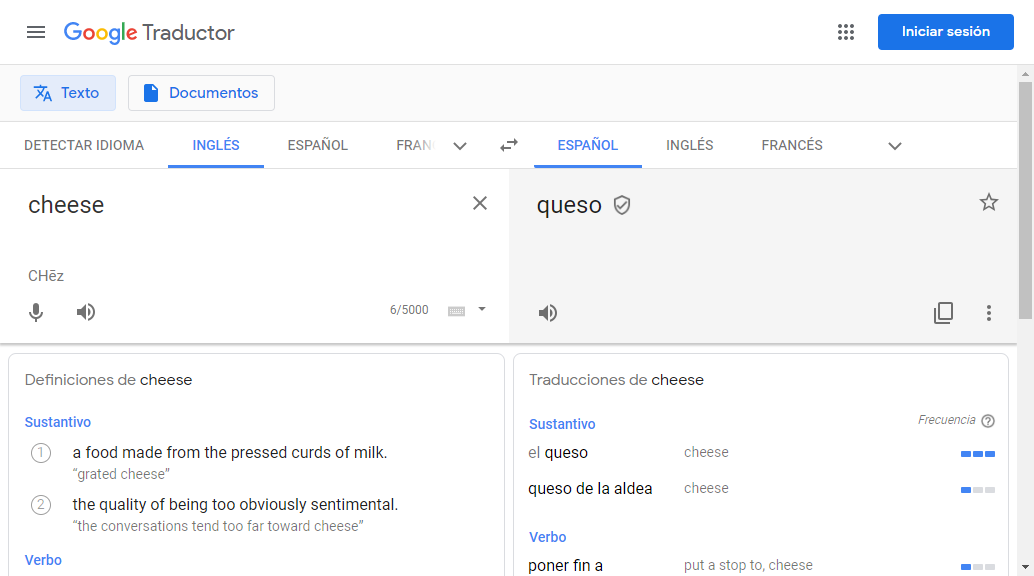 Google Traductor
Iniciar sesión
Texto
Documentos
DETECTAR IDIOMA
INGLÉS
ESPAÑOL
FRAN
ESPAÑOL
INGLÉS
FRANCÉS
cheese
queso
CHēz
6/5000
Definiciones de cheese
Sustantivo
1 a food made from the pressed curds of milk.
“grated cheese”
2 the quality of being too obviously sentimental.
“the conversations tend too far toward cheese”
Verbo
Traducciones de cheese
Sustantivo
Frecuencia ?
el queso
cheese
queso de la aldea
cheese
Verbo
poner fin a
put a stop to, cheese